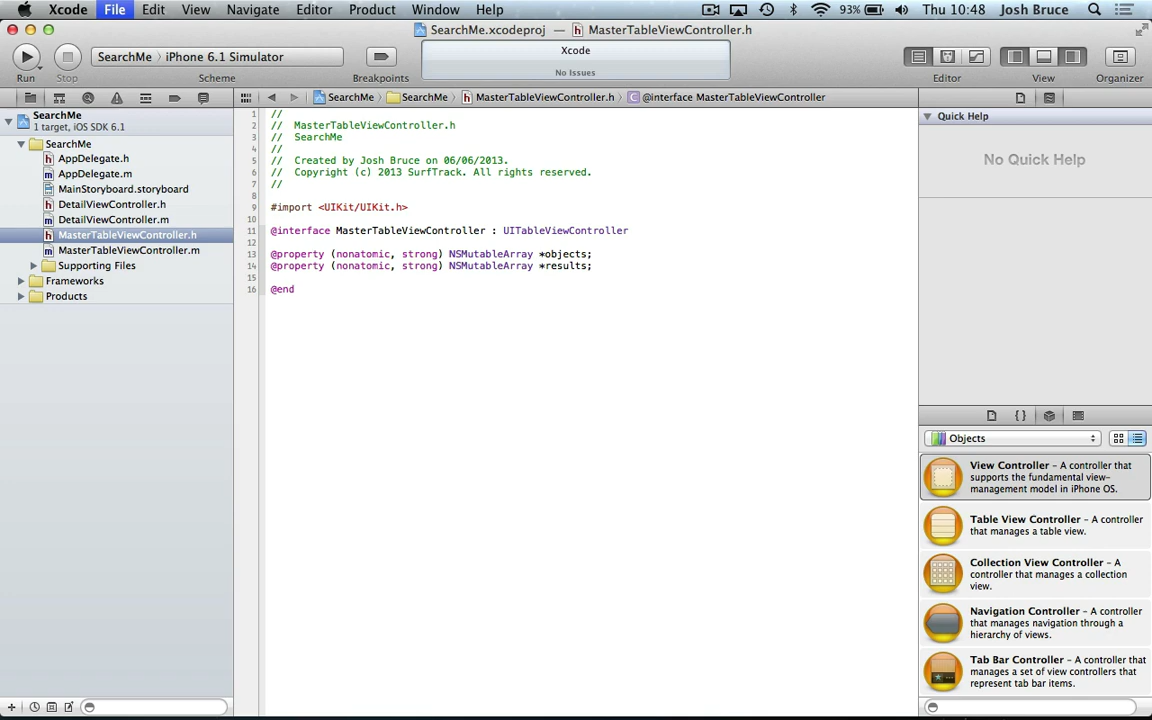 Xcode File Edit View Navigate Editor Product Window Help 93% Thu 10:48 Josh Bruce
SearchMe.xcodeproj — MasterTableViewController.h
SearchMe iPhone 6.1 Simulator
Xcode
No Issues
Run Stop Scheme Breakpoints Editor View Organizer
SearchMe SearchMe MasterTableViewController.h @interface MasterTableViewController
SearchMe
1 target, iOS SDK 6.1
SearchMe
AppDelegate.h
AppDelegate.m
MainStoryboard.storyboard
DetailViewController.h
DetailViewController.m
MasterTableViewController.h
MasterTableViewController.m
Supporting Files
Frameworks
Products
1 //
2 // MasterTableViewController.h
3 // SearchMe
4 //
5 // Created by Josh Bruce on 06/06/2013.
6 // Copyright (c) 2013 SurfTrack. All rights reserved.
7 //
8
9 #import <UIKit/UIKit.h>
10
11 @interface MasterTableViewController : UITableViewController
12
13 @property (nonatomic, strong) NSMutableArray *objects;
14 @property (nonatomic, strong) NSMutableArray *results;
15
16 @end
Quick Help
No Quick Help
{}
Objects
View Controller – A controller that
supports the fundamental view-
management model in iPhone OS.
Table View Controller – A controller
that manages a table view.
Collection View Controller – A
controller that manages a collection
view.
Navigation Controller – A controller
that manages navigation through a
hierarchy of views.
Tab Bar Controller – A controller that
manages a set of view controllers that
represent tab bar items.